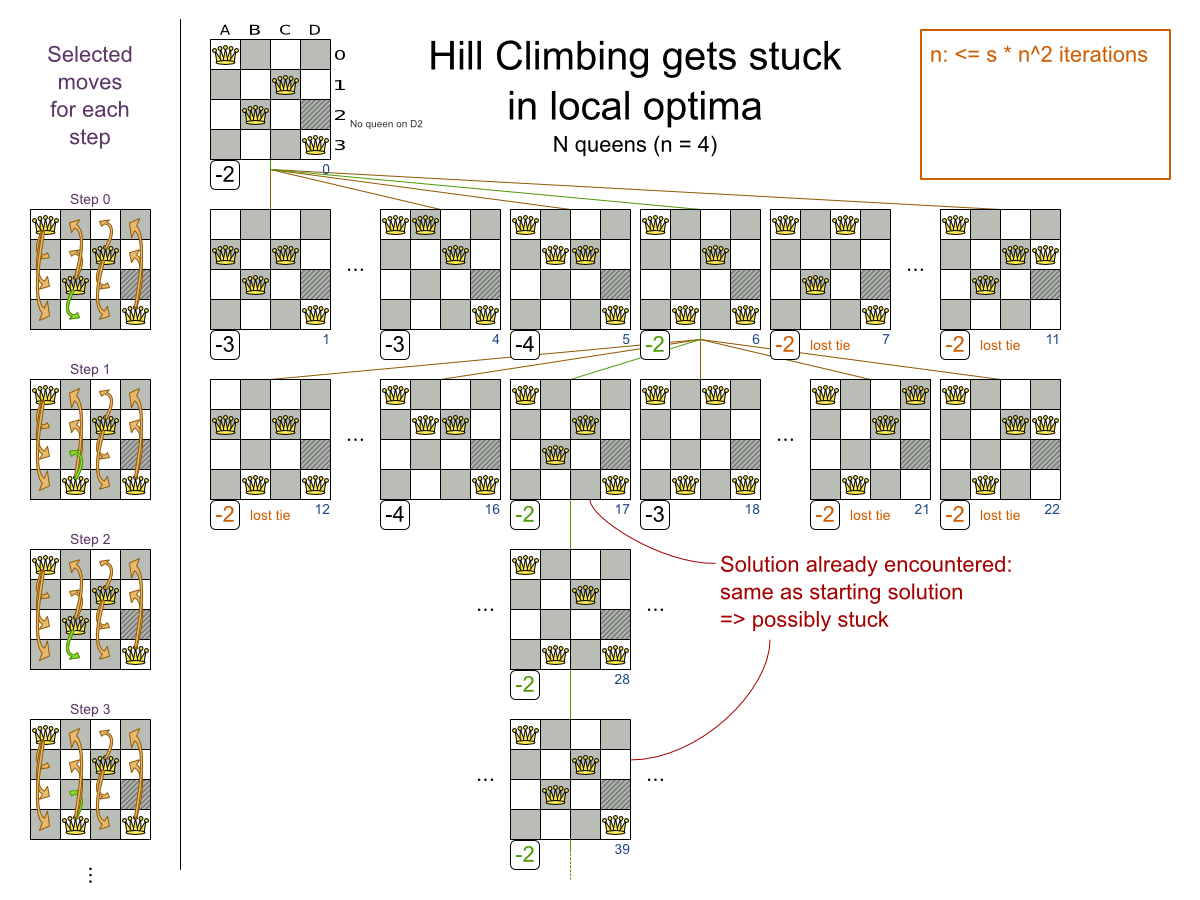 Selected
moves
for each
step
A B C D
0
1
2
3
No queen on D2
-2
0
Hill Climbing gets stuck
in local optima
N queens (n = 4)
n: <= s * n^2 iterations
Step 0
-3
1
...
-3
4
-4
5
-2
6
-2 lost tie
7
...
-2 lost tie
11
Step 1
-2 lost tie
12
...
-4
16
-2
17
-3
18
...
-2 lost tie
21
-2 lost tie
22
Step 2
...
-2
28
...
Solution already encountered:
same as starting solution
=> possibly stuck
Step 3
...
-2
39
...
...